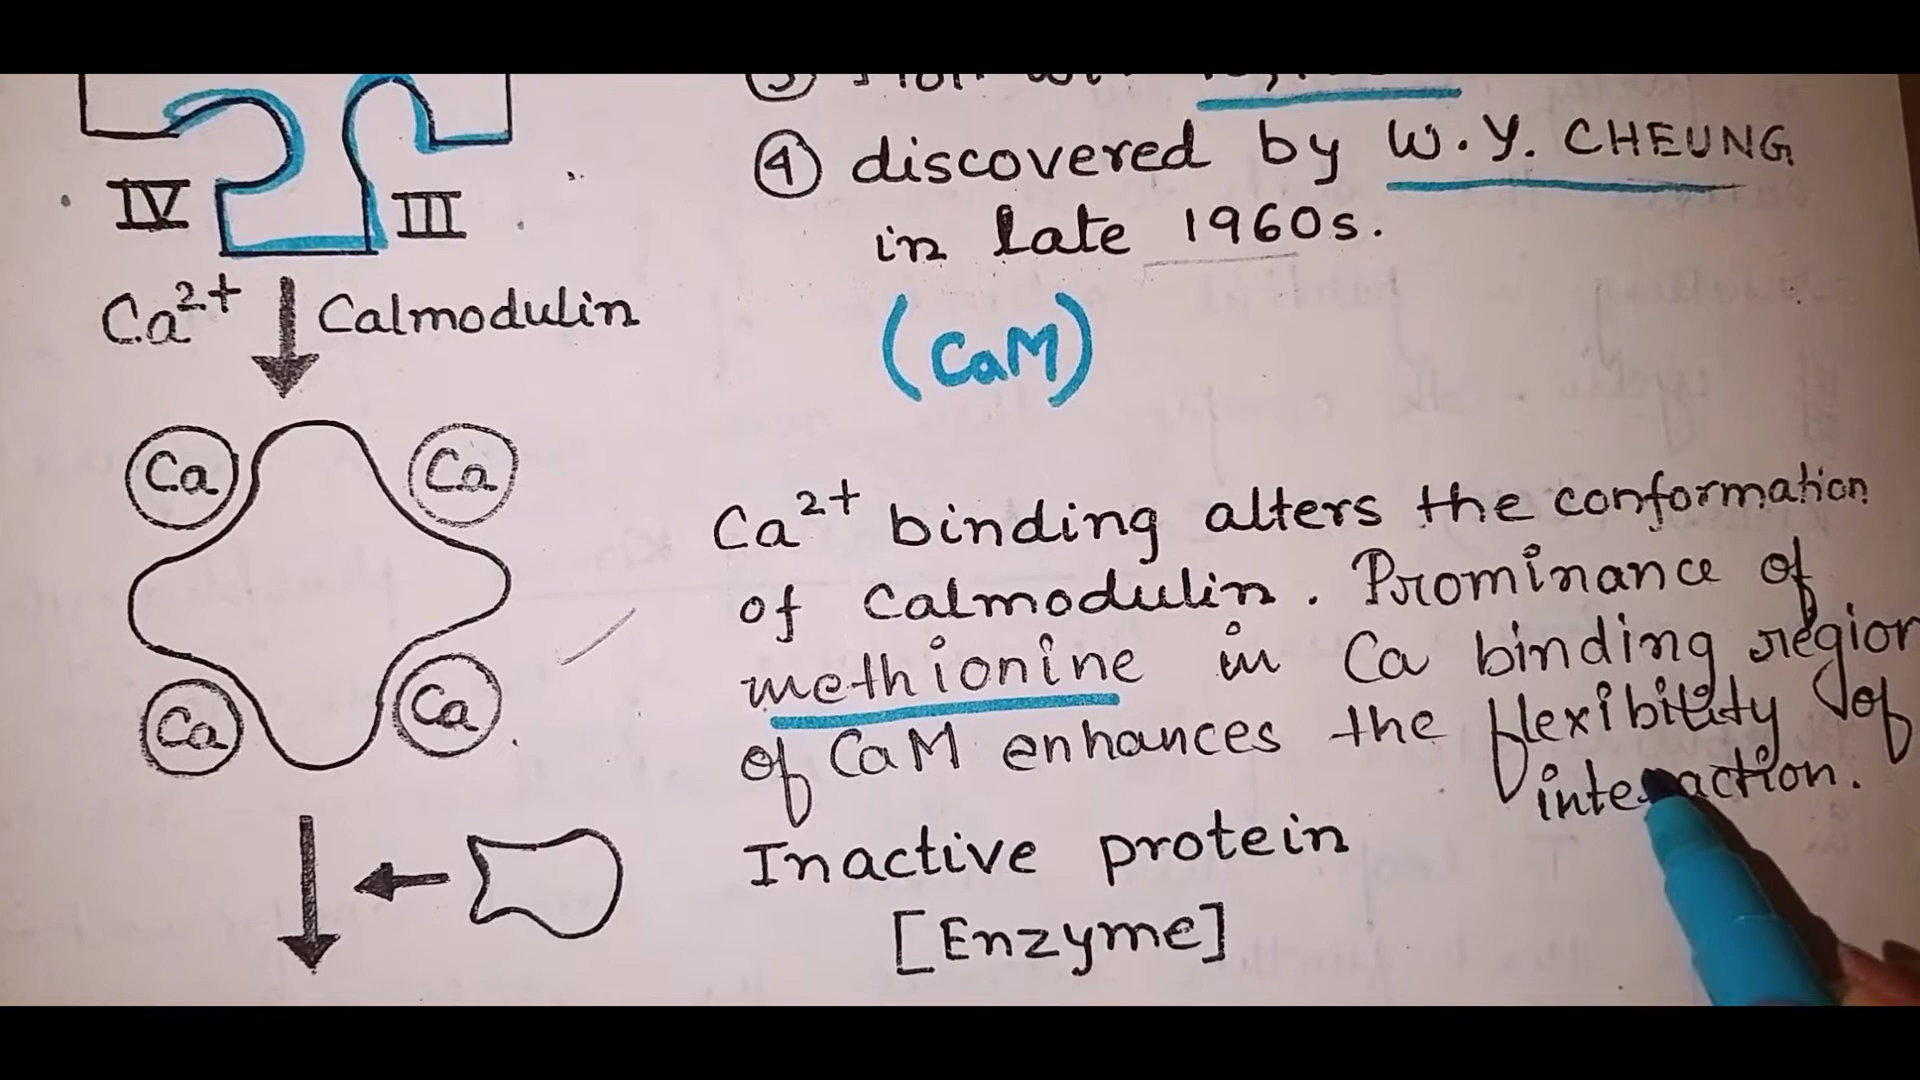 ④ discovered by W.Y. CHEUNG
in late 1960s.
(CaM)
IV III
Ca²⁺ Calmodulin
Ca Ca
Ca Ca
Ca²⁺ binding alters the conformation
of Calmodulin. Prominance of
methionine in Ca binding region
of CaM enhances the flexibility of
interaction.
Inactive protein
[Enzyme]